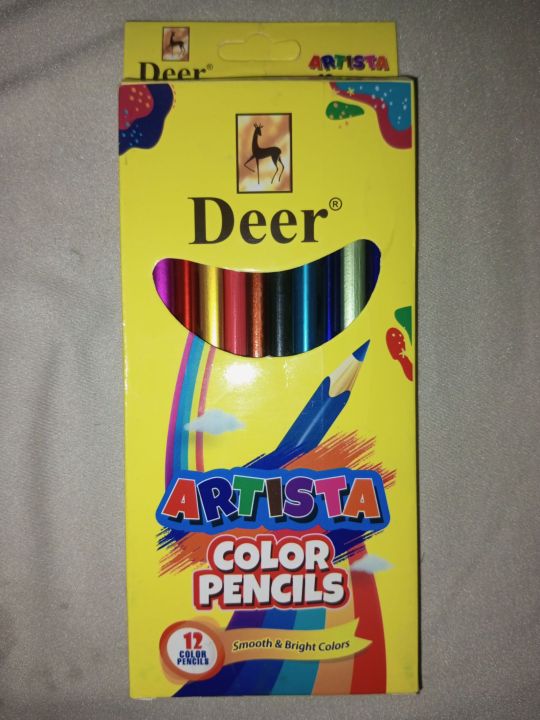 Deer®
ARTISTA
Deer®
ARTISTA
COLOR
PENCILS
12
COLOR
PENCILS
Smooth & Bright Colors